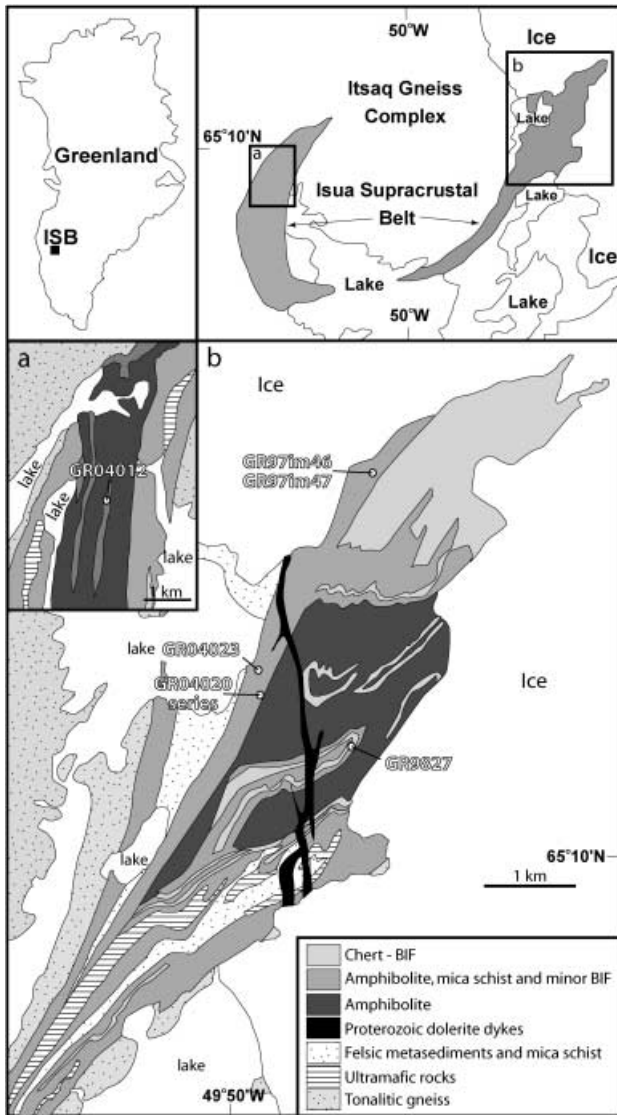 Greenland
ISB
50°W
Ice
b
Itsaq Gneiss
Complex
Lake
65°10'N
a
Isua Supracrustal
Belt
Lake
Lake
Ice
Lake
50°W
a
GR04012
lake
lake
lake
1 km
b
Ice
GR97im46
GR97im47
lake
GR04023
GR04020
series
Ice
GR9827
lake
65°10'N
1 km
lake
49°50'W
Chert - BIF
Amphibolite, mica schist and minor BIF
Amphibolite
Proterozoic dolerite dykes
Felsic metasediments and mica schist
Ultramafic rocks
Tonalitic gneiss